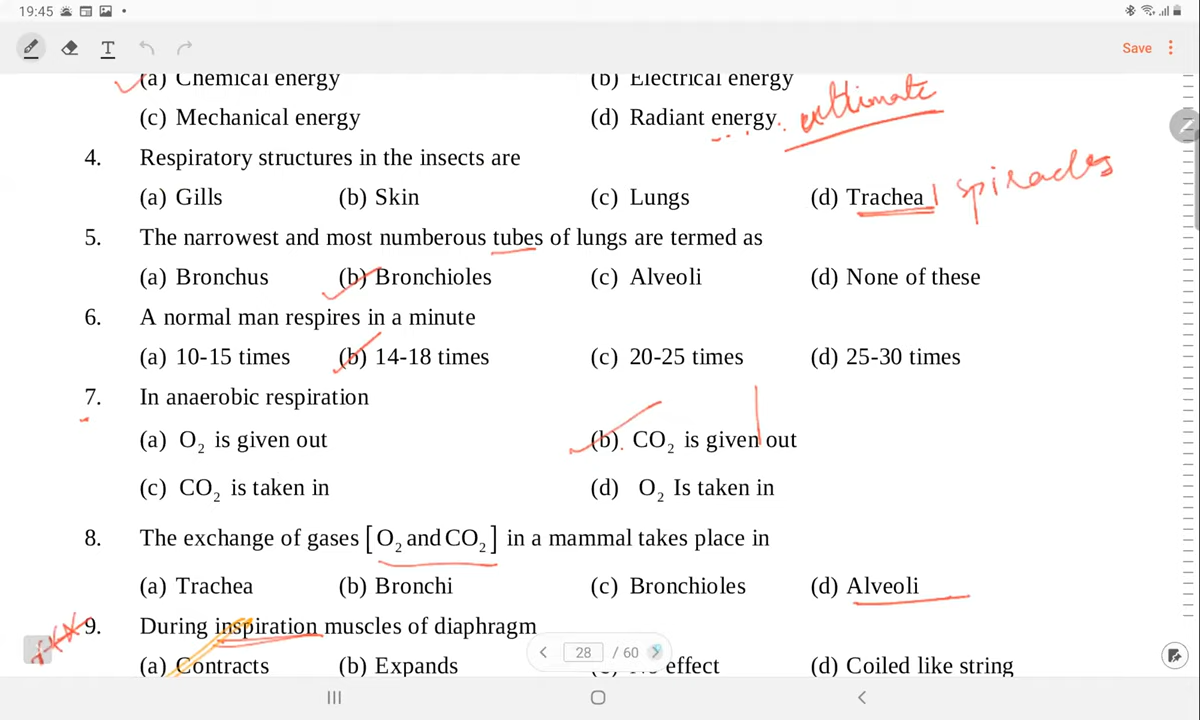 19:45
T
Save
(a) Chemical energy (b) Electrical energy
(c) Mechanical energy (d) Radiant energy. ultimate
4. Respiratory structures in the insects are
(a) Gills (b) Skin (c) Lungs (d) Trachea / spiracles
5. The narrowest and most numberous tubes of lungs are termed as
(a) Bronchus (b) Bronchioles (c) Alveoli (d) None of these
6. A normal man respires in a minute
(a) 10-15 times (b) 14-18 times (c) 20-25 times (d) 25-30 times
7. In anaerobic respiration
(a) O₂ is given out (b) CO₂ is given out
(c) CO₂ is taken in (d) O₂ Is taken in
8. The exchange of gases [O₂ and CO₂] in a mammal takes place in
(a) Trachea (b) Bronchi (c) Bronchioles (d) Alveoli
9. During inspiration muscles of diaphragm
28 / 60
(a) Contracts (b) Expands effect (d) Coiled like string